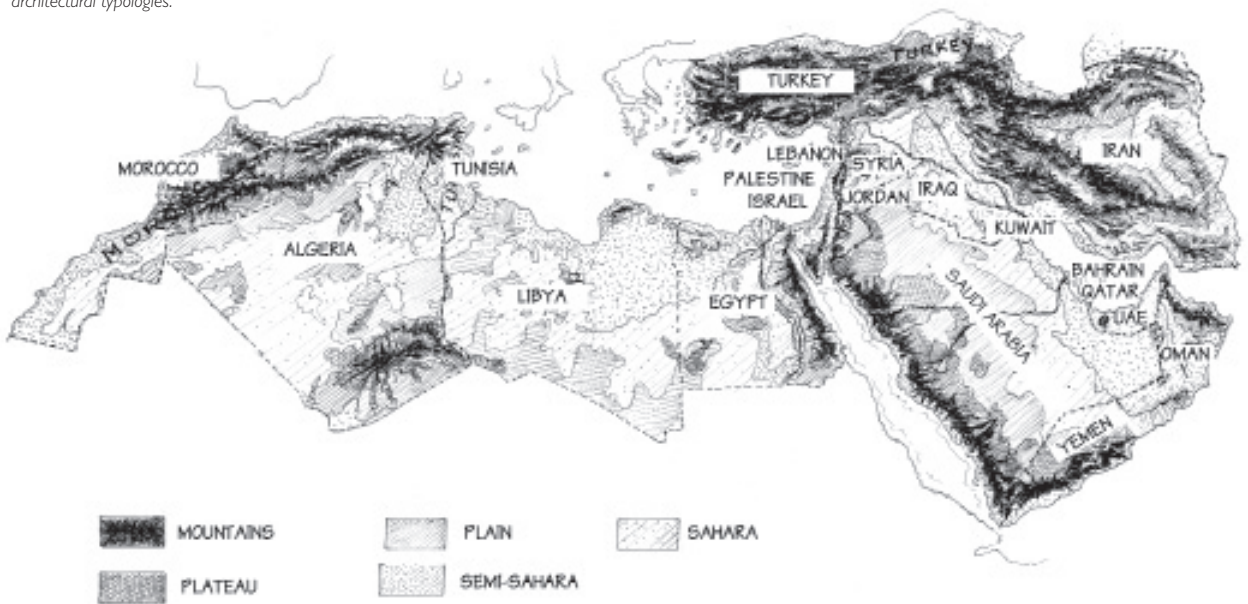 architectural typologies.
TURKEY
TURKEY
MOROCCO
TUNISIA
LEBANON
SYRIA
IRAN
PALESTINE
ISRAEL
JORDAN
IRAQ
KUWAIT
ALGERIA
LIBYA
EGYPT
SAUDI ARABIA
BAHRAIN
QATAR
UAE
OMAN
YEMEN
MOUNTAINS
PLAIN
SAHARA
PLATEAU
SEMI-SAHARA